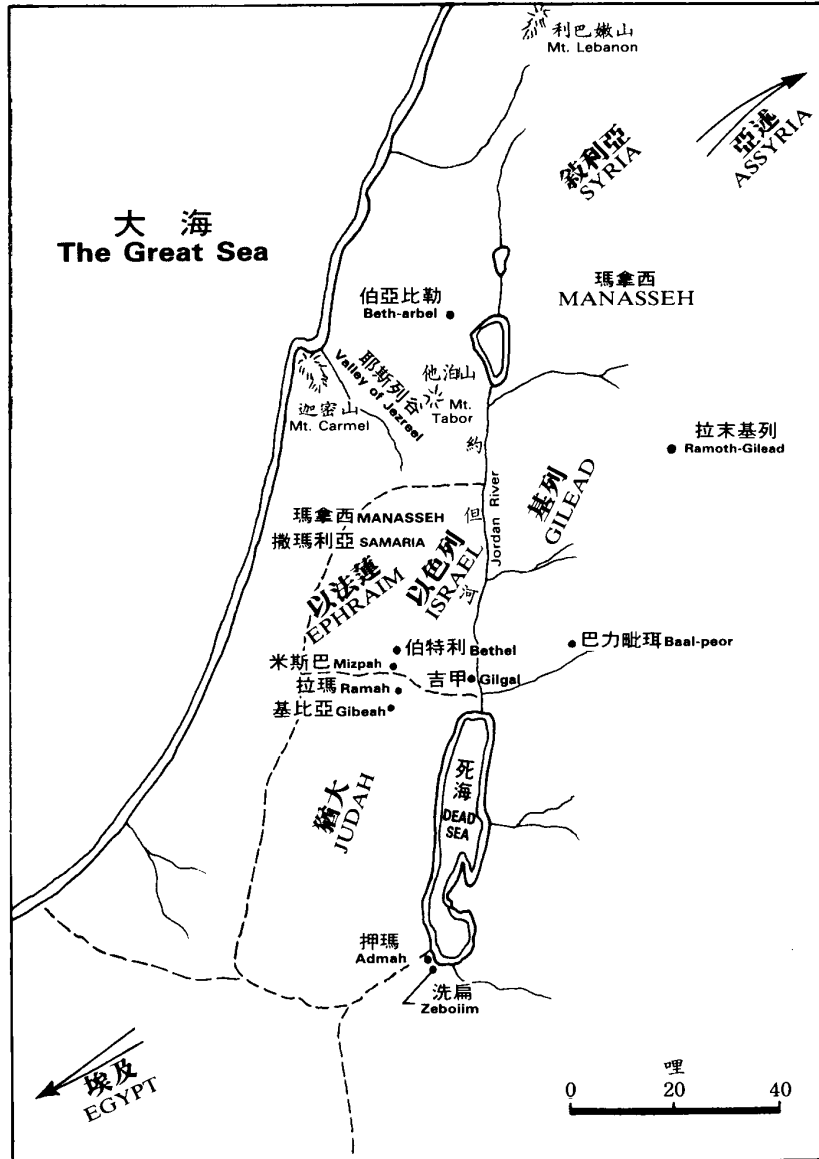 利巴嫩山
Mt. Lebanon
敍利亞
SYRIA
亞述
ASSYRIA
大海
The Great Sea
瑪拿西
MANASSEH
伯亞比勒
Beth-arbel
耶斯列谷
Valley of Jezreel
他泊山
Mt.
Tabor
迦密山
Mt. Carmel
拉末基列
Ramoth-Gilead
基列
GILEAD
約但河
Jordan River
瑪拿西 MANASSEH
撒瑪利亞 SAMARIA
以法蓮
EPHRAIM
以色列
ISRAEL
伯特利 Bethel
巴力毗珥 Baal-peor
米斯巴 Mizpah
吉甲 Gilgal
拉瑪 Ramah
基比亞 Gibeah
猶大
JUDAH
死海
DEAD
SEA
押瑪
Admah
洗扁
Zeboiim
埃及
EGYPT
哩
0 20 40